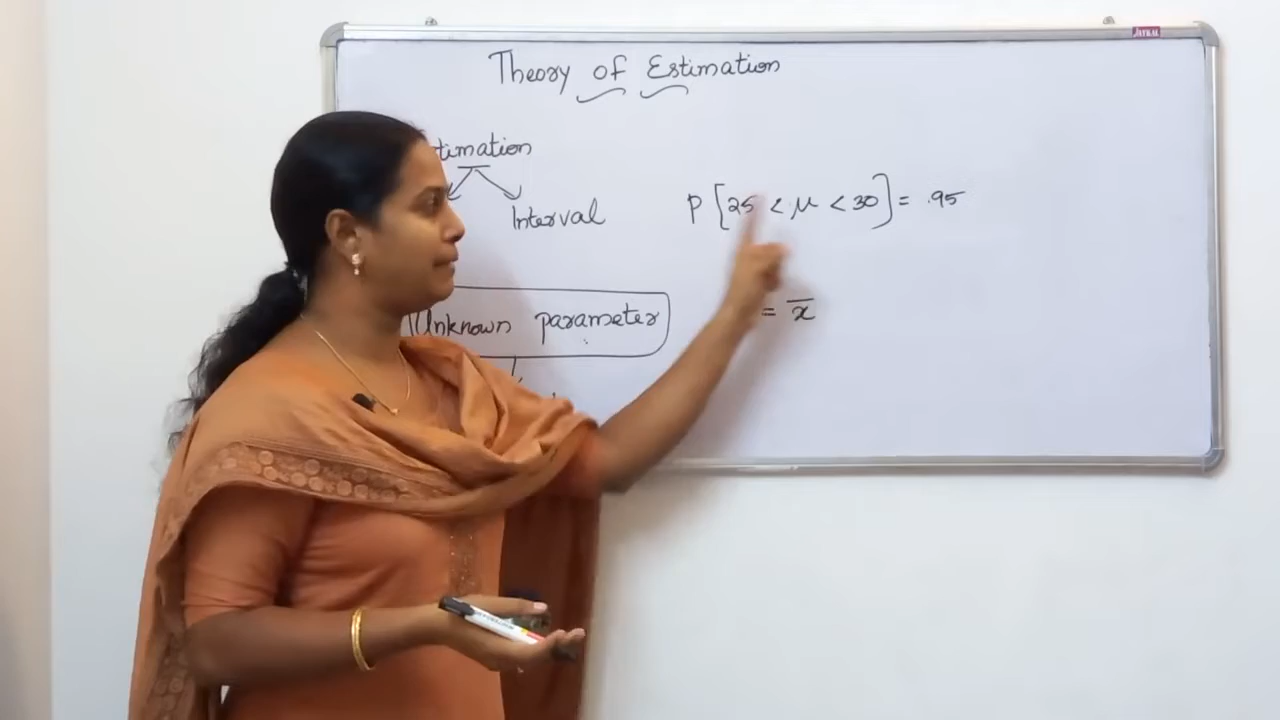 Theory of Estimation
timation
Interval
P [25 < μ < 30] = .95
Unknown parameter
= x̅